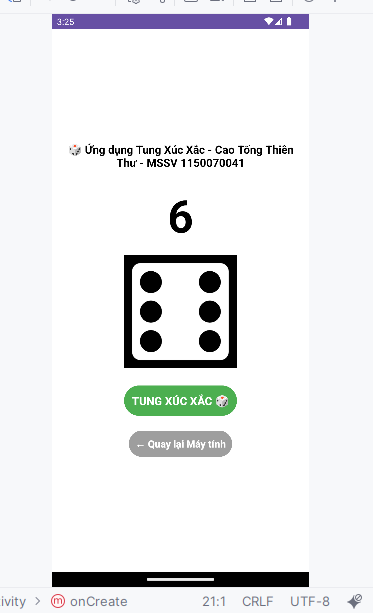 3:25
🎲 Ứng dụng Tung Xúc Xắc - Cao Tống Thiên
Thư - MSSV 1150070041
6
TUNG XÚC XẮC 🎲
← Quay lại Máy tính
ivity > m onCreate 21:1 CRLF UTF-8